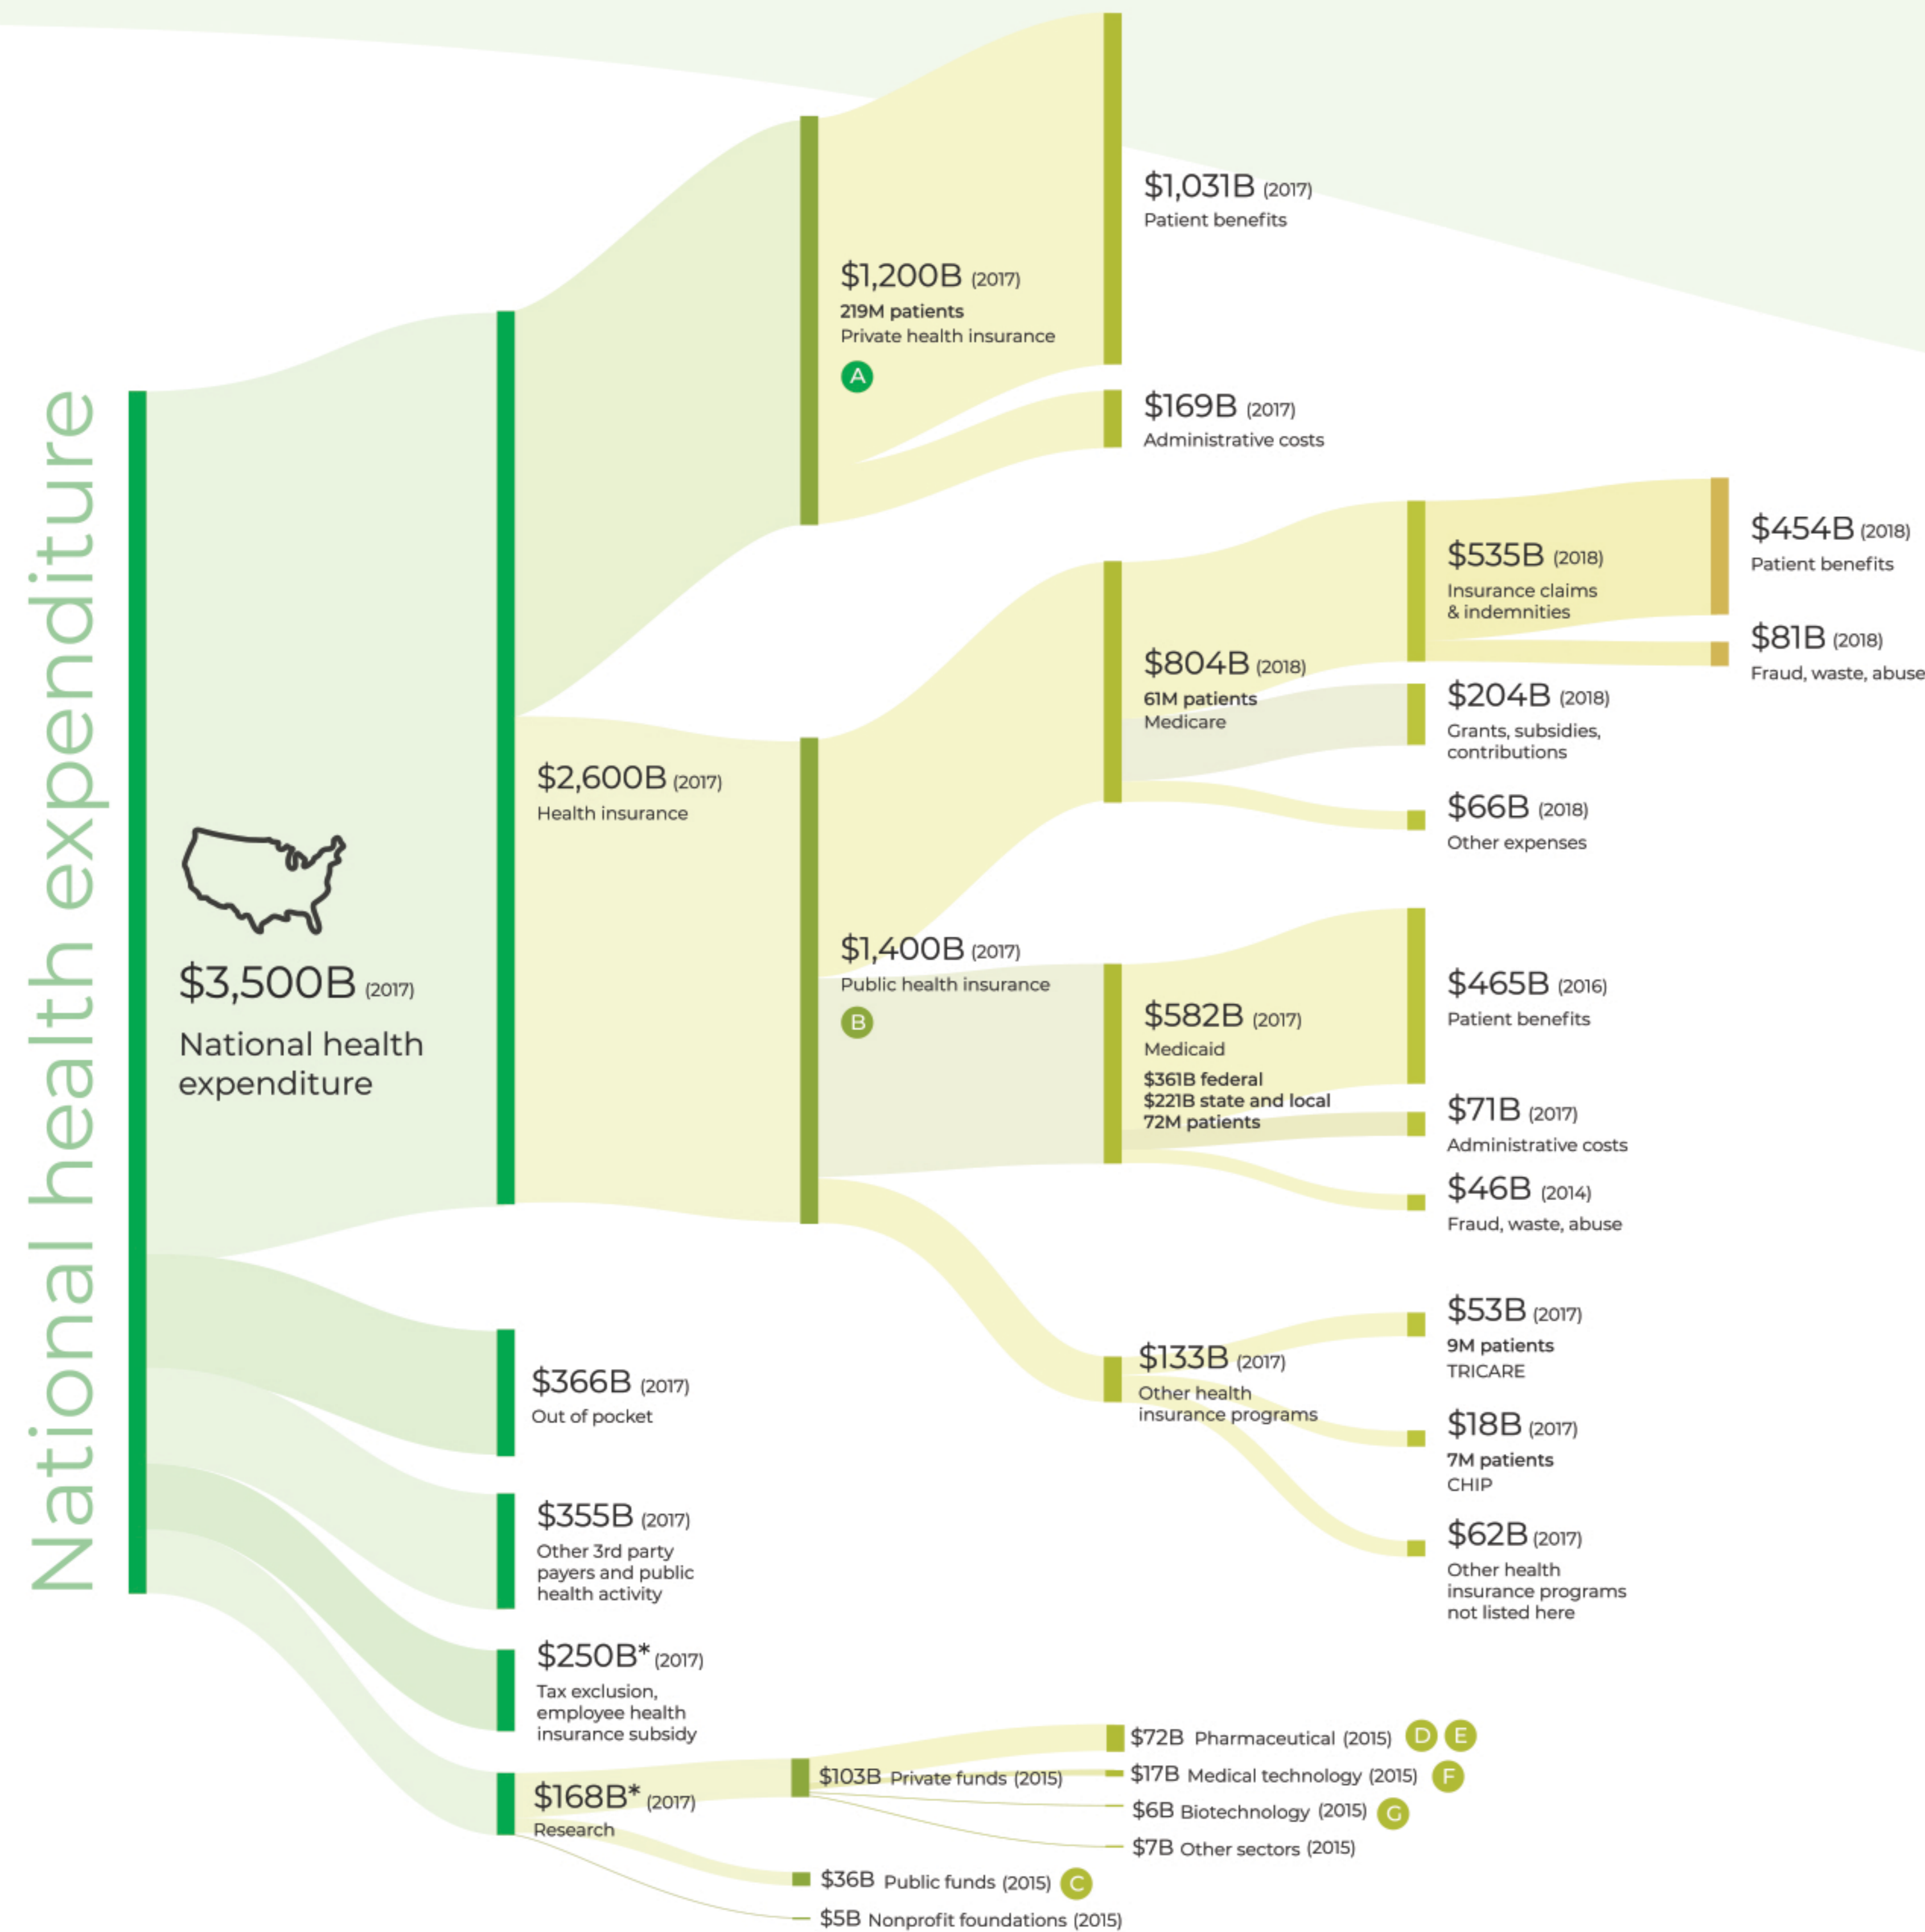 National health expenditure
$3,500B (2017)
National health
expenditure
$2,600B (2017)
Health insurance
$366B (2017)
Out of pocket
$355B (2017)
Other 3rd party
payers and public
health activity
$250B* (2017)
Tax exclusion,
employee health
insurance subsidy
$168B* (2017)
Research
$1,200B (2017)
219M patients
Private health insurance
A
$1,400B (2017)
Public health insurance
B
$103B Private funds (2015)
$36B Public funds (2015) C
$5B Nonprofit foundations (2015)
$1,031B (2017)
Patient benefits
$169B (2017)
Administrative costs
$804B (2018)
61M patients
Medicare
$582B (2017)
Medicaid
$361B federal
$221B state and local
72M patients
$133B (2017)
Other health
insurance programs
$72B Pharmaceutical (2015) D E
$17B Medical technology (2015) F
$6B Biotechnology (2015) G
$7B Other sectors (2015)
$535B (2018)
Insurance claims
& indemnities
$204B (2018)
Grants, subsidies,
contributions
$66B (2018)
Other expenses
$465B (2016)
Patient benefits
$71B (2017)
Administrative costs
$46B (2014)
Fraud, waste, abuse
$53B (2017)
9M patients
TRICARE
$18B (2017)
7M patients
CHIP
$62B (2017)
Other health
insurance programs
not listed here
$454B (2018)
Patient benefits
$81B (2018)
Fraud, waste, abuse